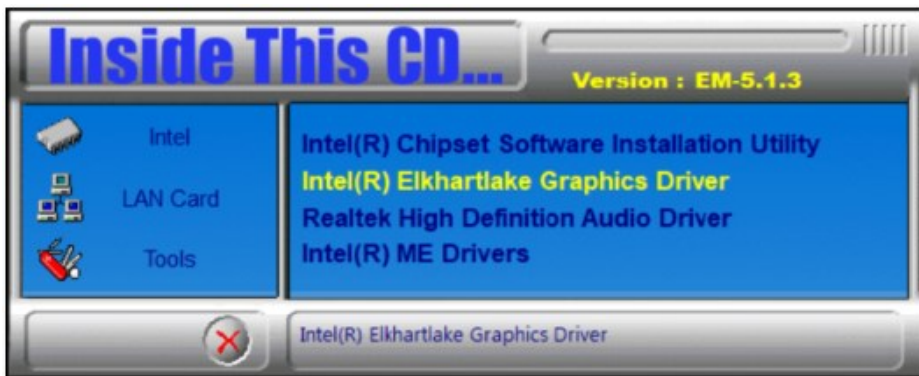 Inside This CD...
Version : EM-5.1.3
Intel
LAN Card
Tools
Intel(R) Chipset Software Installation Utility
Intel(R) Elkhartlake Graphics Driver
Realtek High Definition Audio Driver
Intel(R) ME Drivers
Intel(R) Elkhartlake Graphics Driver